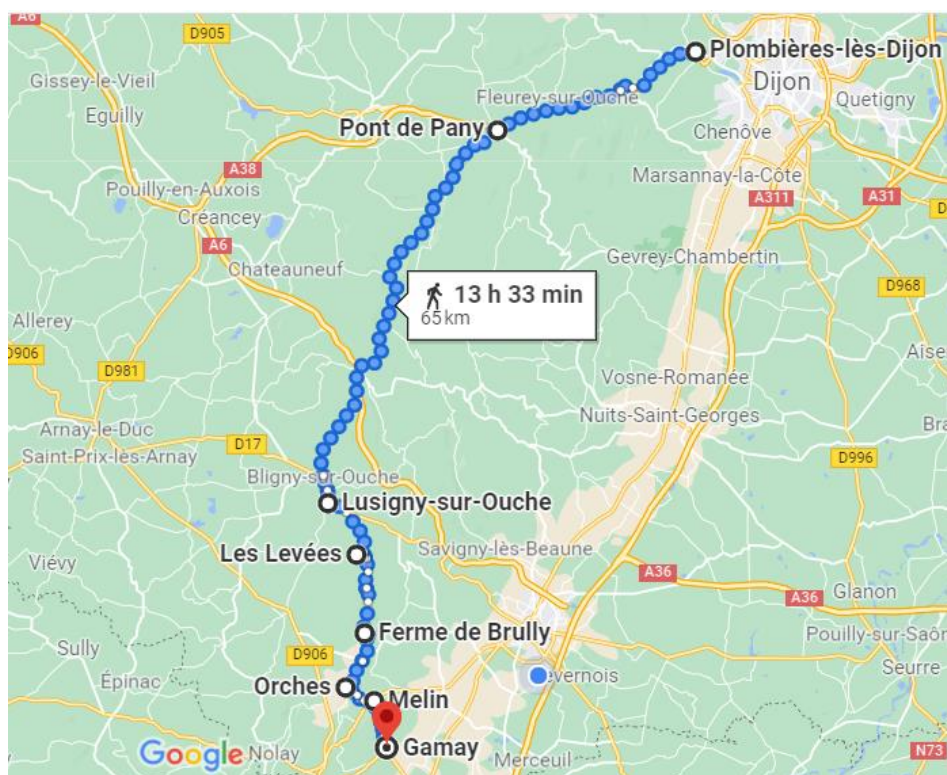 A6
D905
Plombières-lès-Dijon
Dijon
Gissey-le-Vieil
Fleurey-sur-Ouche
Quetigny
Eguilly
Pont de Pany
Chenôve
A38
Marsannay-la-Côte
Pouilly-en-Auxois
A311
A31
Créancey
A6
Gevrey-Chambertin
Chateauneuf
13 h 33 min
65 km
D968
Allerey
D906
D981
Vosne-Romanée
Nuits-Saint-Georges
Arnay-le-Duc
D17
Saint-Prix-lès-Arnay
D996
Bligny-sur-Ouche
Lusigny-sur-Ouche
Les Levées
Savigny-lès-Beaune
Viévy
A36
A36
Glanon
Ferme de Brully
Pouilly-sur-Saôn
Sully
D906
Seurre
Épinac
Orches
Melin
evernois
Google
Nolay
Gamay
Merceuil
N73